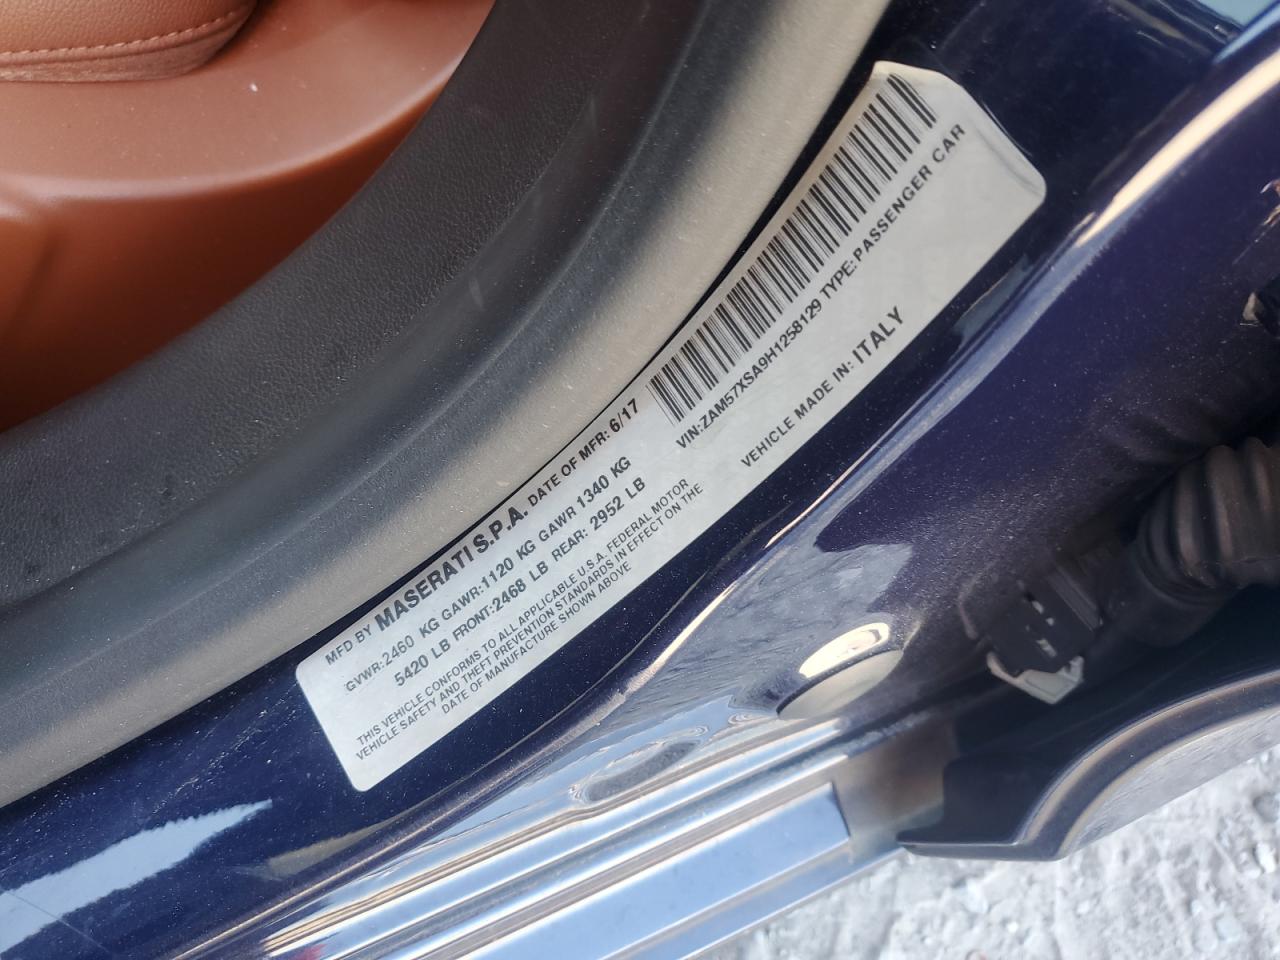 MFD BY MASERATI S.P.A. DATE OF MFR: 6/17
GVWR:2460 KG GAWR:1120 KG GAWR 1340 KG
5420 LB FRONT:2468 LB REAR: 2952 LB
THIS VEHICLE CONFORMS TO ALL APPLICABLE U.S.A. FEDERAL MOTOR
VEHICLE SAFETY AND THEFT PREVENTION STANDARDS IN EFFECT ON THE
DATE OF MANUFACTURE SHOWN ABOVE
VIN:ZAM57XSA9H1258129 TYPE:PASSENGER CAR
VEHICLE MADE IN: ITALY